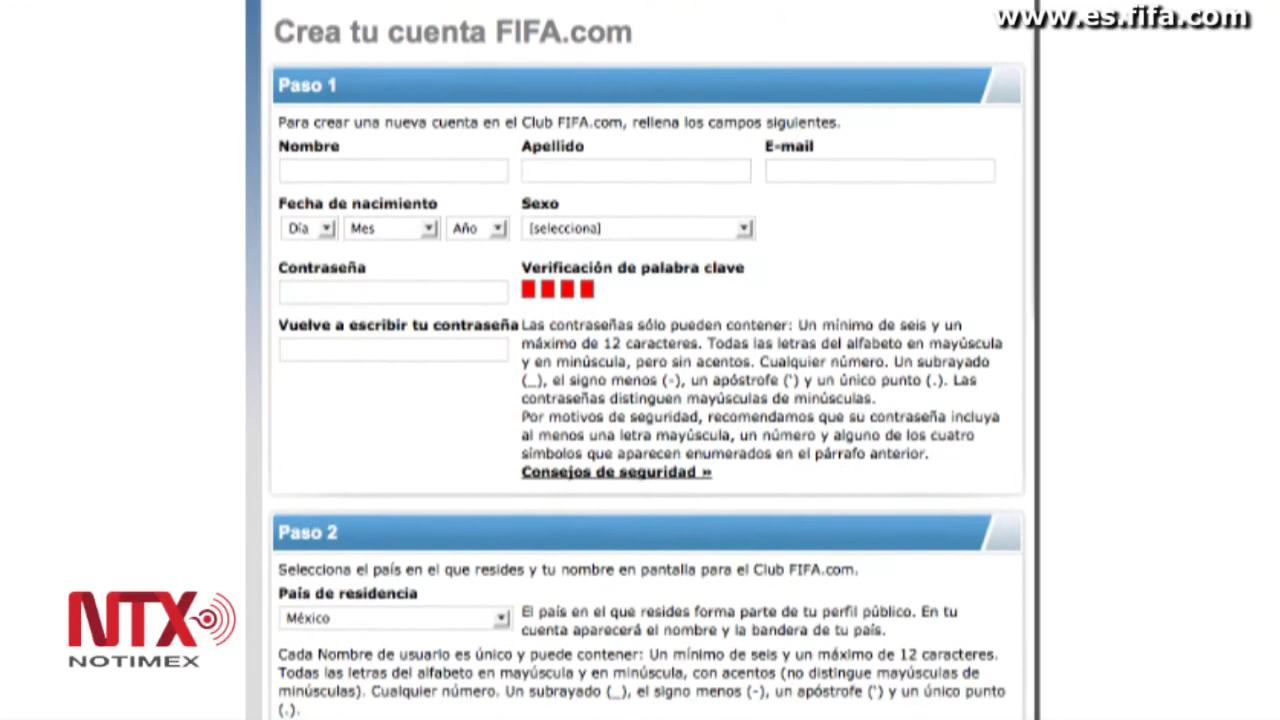 www.es.fifa.com
Crea tu cuenta FIFA.com
Paso 1
Para crear una nueva cuenta en el Club FIFA.com, rellena los campos siguientes.
Nombre Apellido E-mail
Fecha de nacimiento Sexo
Día Mes Año [selecciona]
Contraseña Verificación de palabra clave
Vuelve a escribir tu contraseña Las contraseñas sólo pueden contener: Un mínimo de seis y un
máximo de 12 caracteres. Todas las letras del alfabeto en mayúscula
y en minúscula, pero sin acentos. Cualquier número. Un subrayado
(_), el signo menos (-), un apóstrofe (') y un único punto (.). Las
contraseñas distinguen mayúsculas de minúsculas.
Por motivos de seguridad, recomendamos que su contraseña incluya
al menos una letra mayúscula, un número y alguno de los cuatro
símbolos que aparecen enumerados en el párrafo anterior.
Consejos de seguridad »
Paso 2
Selecciona el país en el que resides y tu nombre en pantalla para el Club FIFA.com.
País de residencia
México
El país en el que resides forma parte de tu perfil público. En tu
cuenta aparecerá el nombre y la bandera de tu país.
Cada Nombre de usuario es único y puede contener: Un mínimo de seis y un máximo de 12 caracteres.
Todas las letras del alfabeto en mayúscula y en minúscula, con acentos (no distingue mayúsculas de
minúsculas). Cualquier número. Un subrayado (_), el signo menos (-), un apóstrofe (') y un único punto
(.).
NTX
NOTIMEX